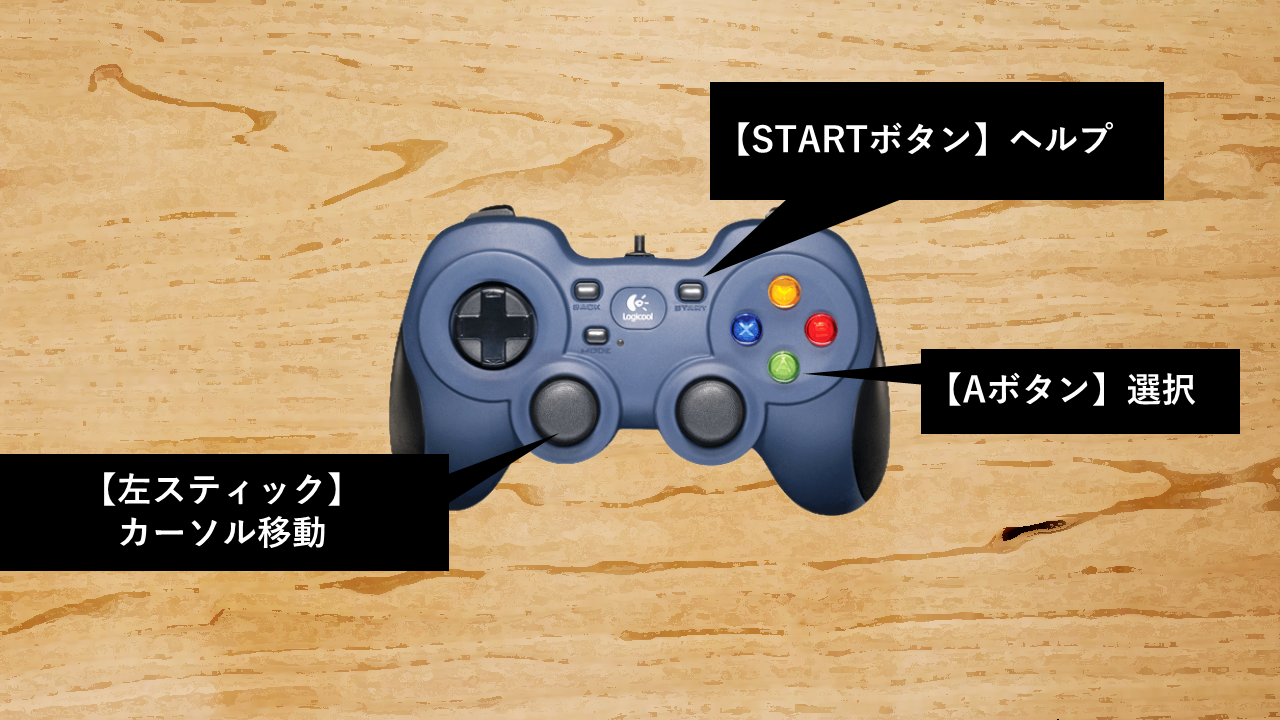 【STARTボタン】ヘルプ
BACK
Logicool
START
MODE
X
B
A
【Aボタン】選択
【左スティック】
カーソル移動